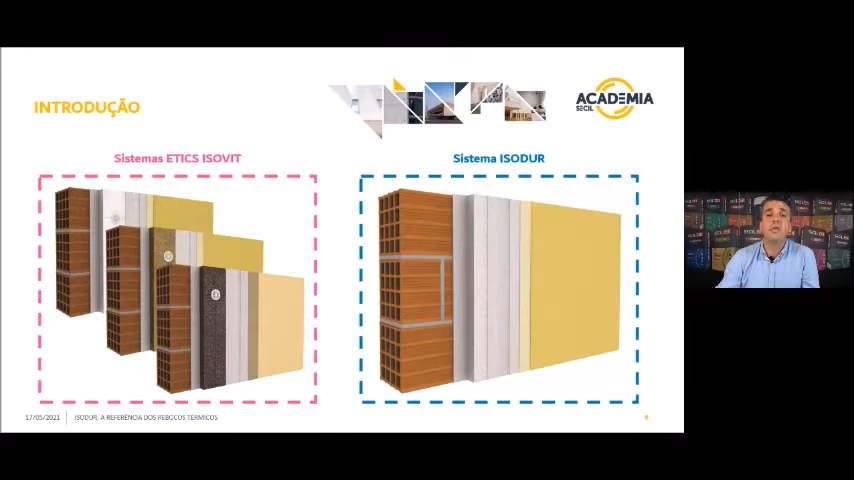 INTRODUÇÃO
ACADEMIA
SECIL
Sistemas ETICS ISOVIT
Sistema ISODUR
17/05/2021
ISODUR, A REFERÊNCIA DOS REBOCOS TÉRMICOS